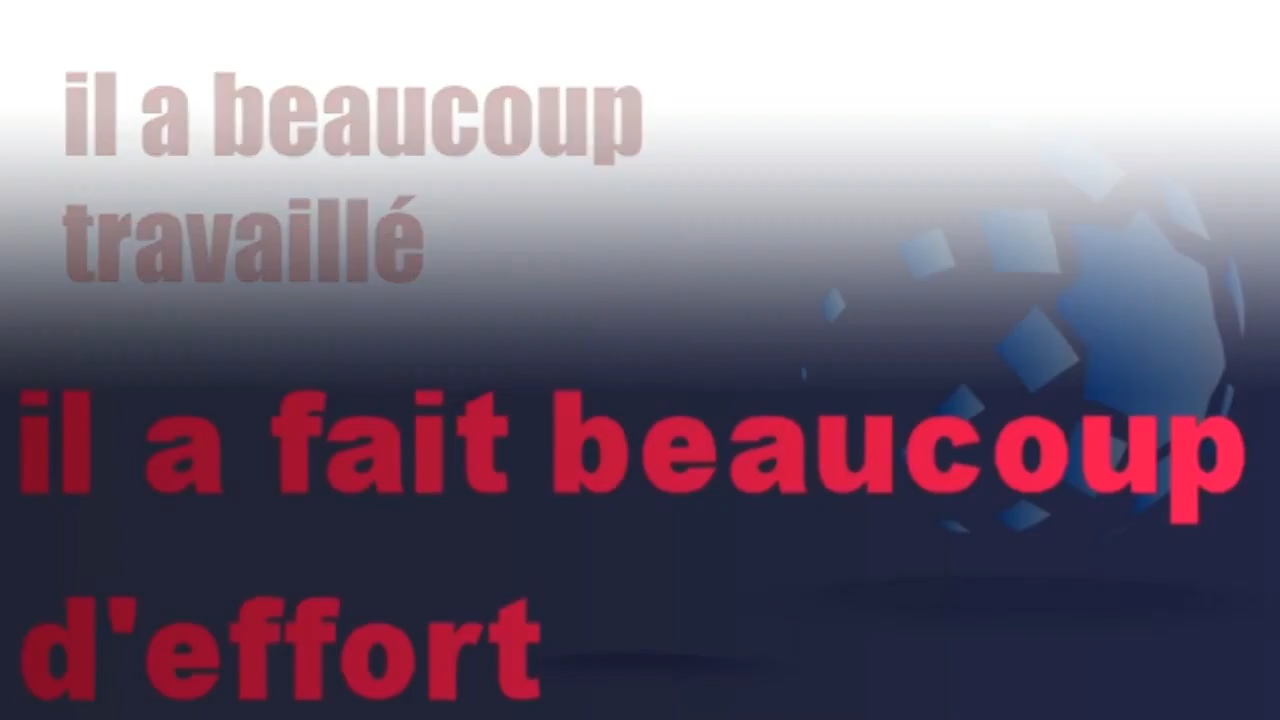 il a beaucoup
travaillé
il a fait beaucoup
d'effort